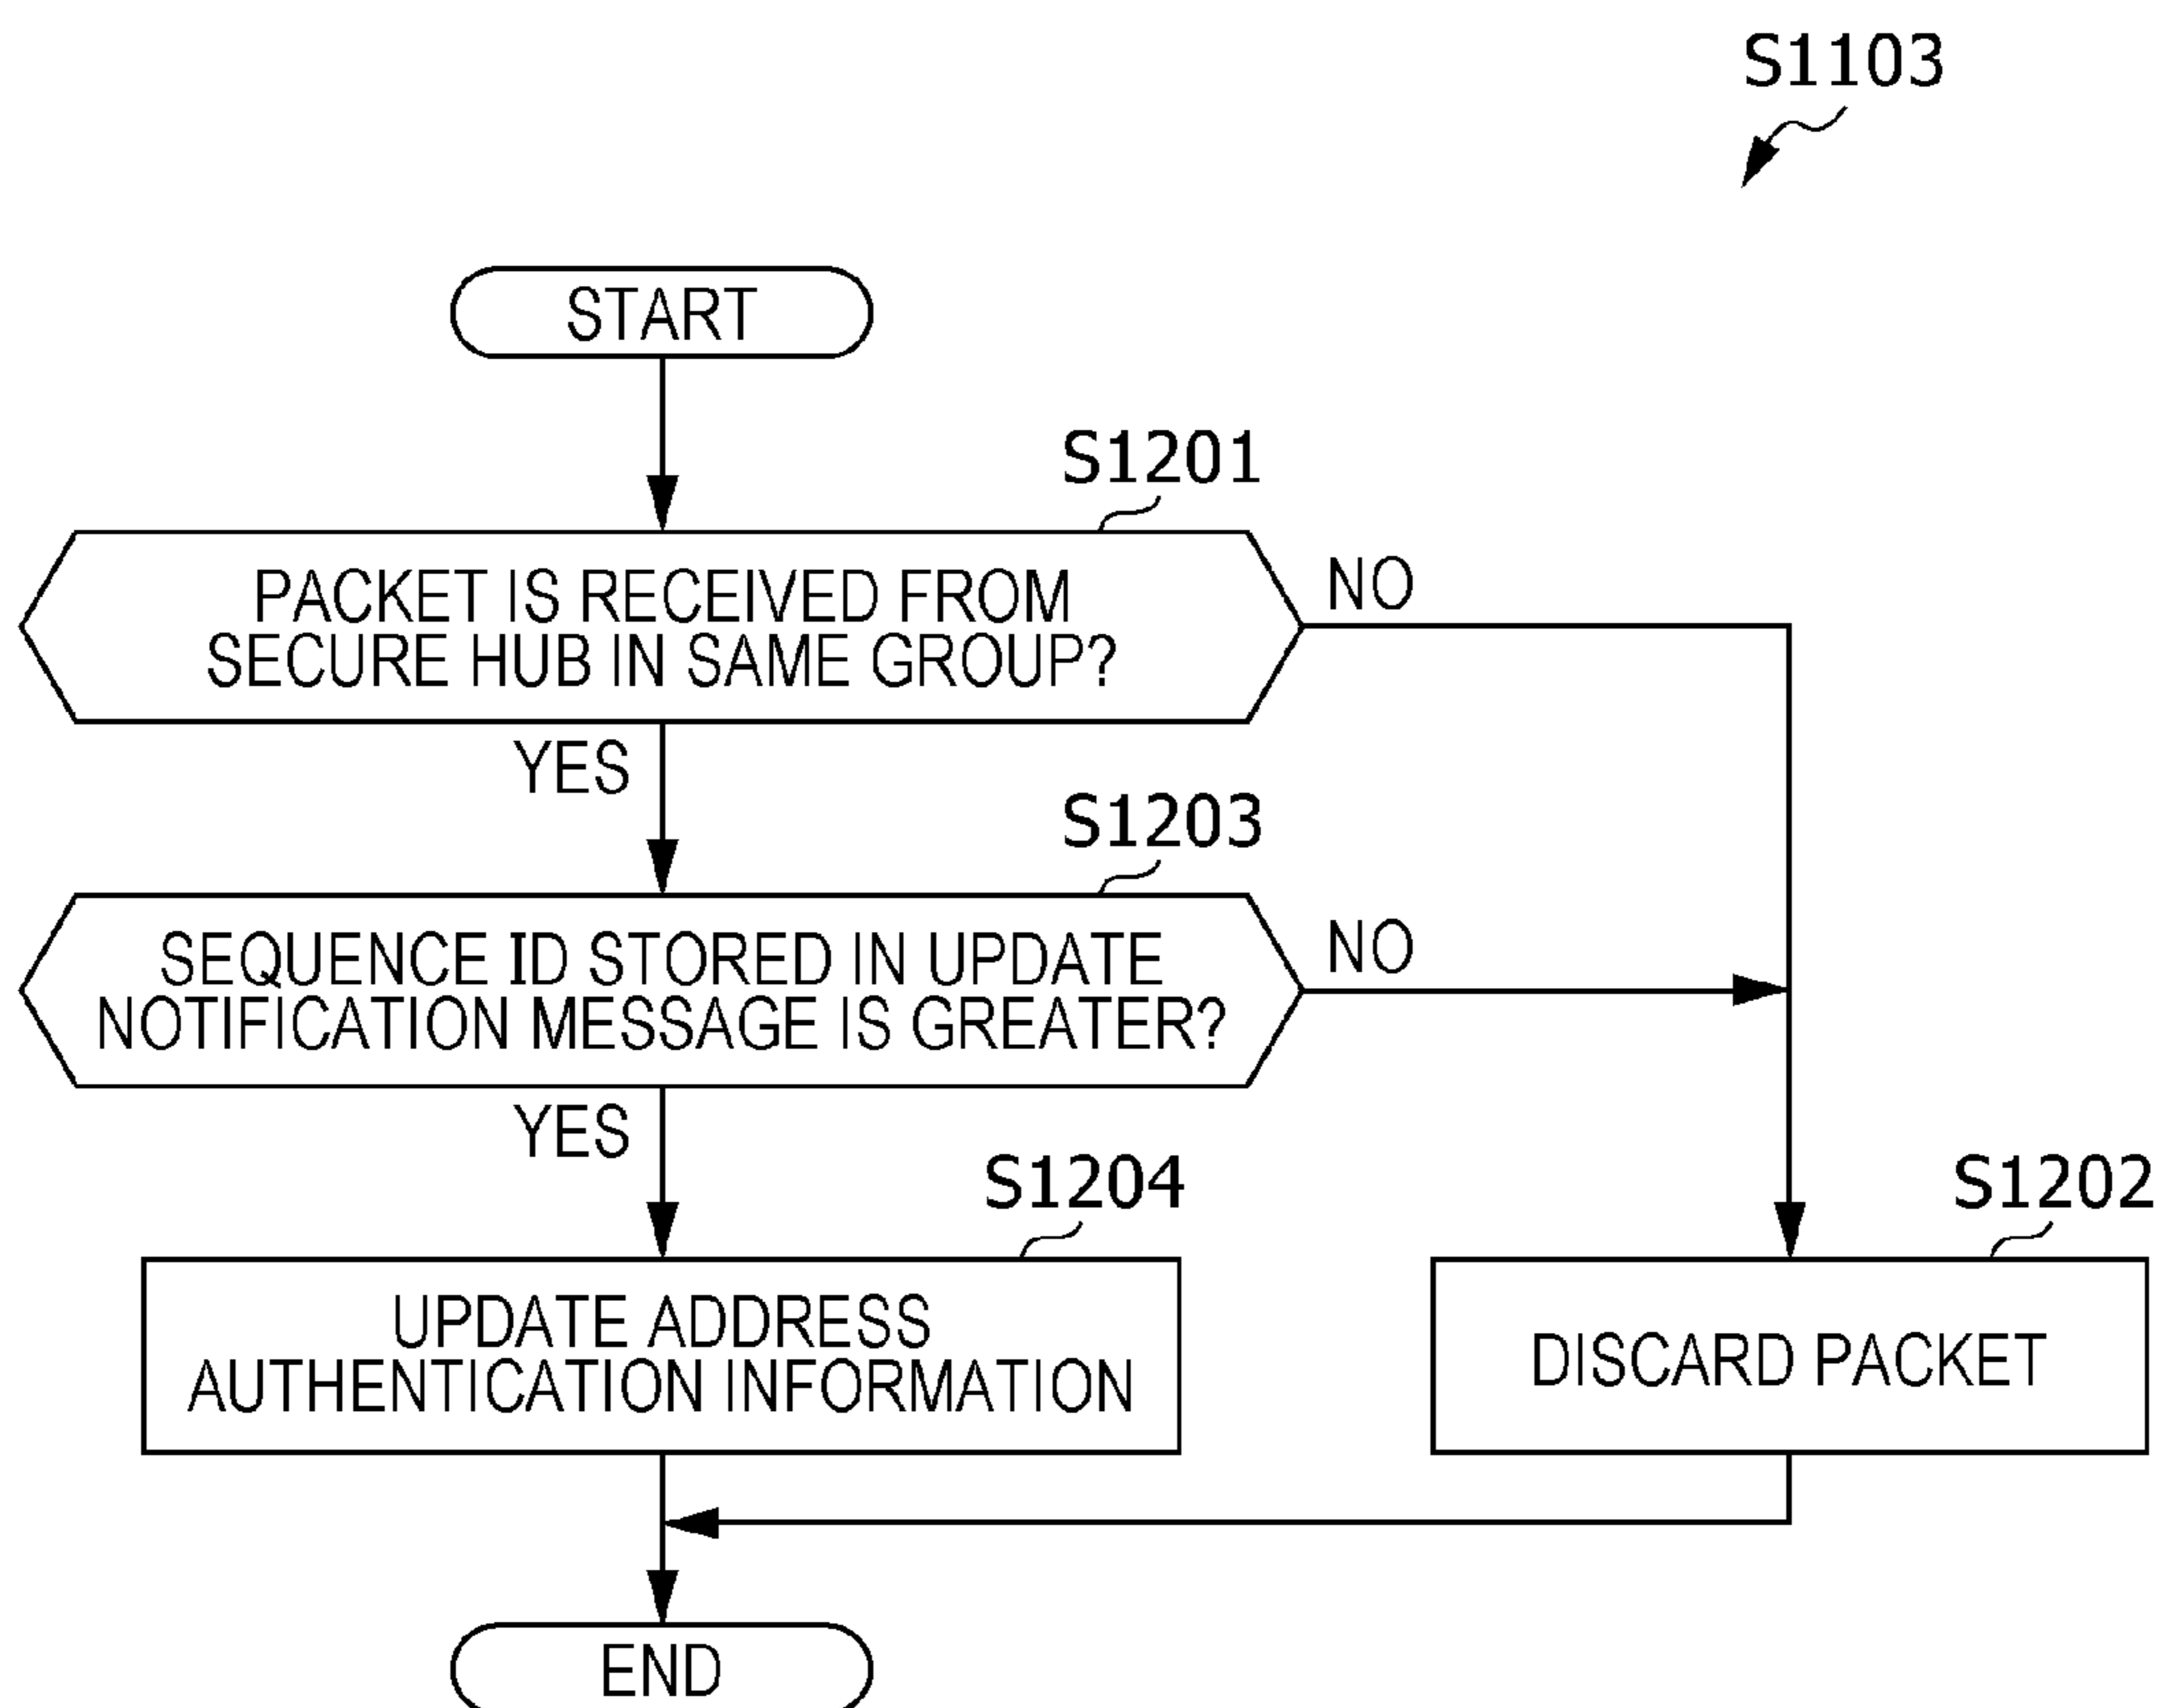 S1103
START
S1201
PACKET IS RECEIVED FROM
SECURE HUB IN SAME GROUP?
NO
YES
S1203
SEQUENCE ID STORED IN UPDATE
NOTIFICATION MESSAGE IS GREATER?
NO
YES
S1204
UPDATE ADDRESS
AUTHENTICATION INFORMATION
S1202
DISCARD PACKET
END